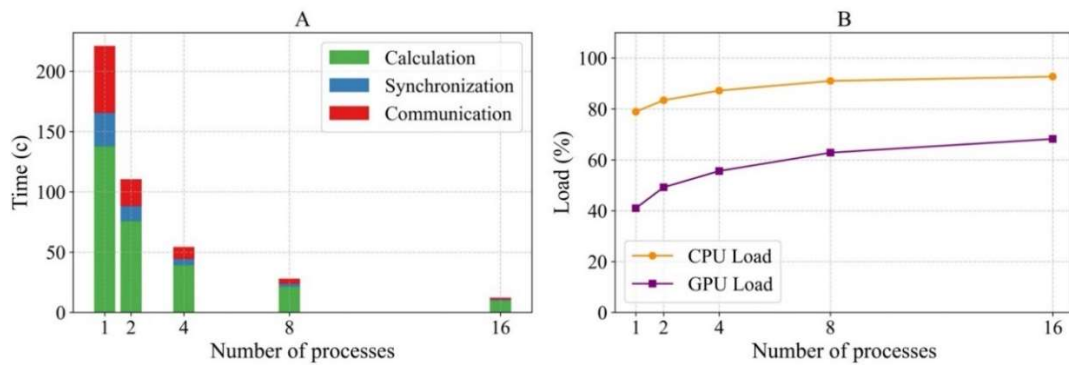 A
Time (c)
200
150
100
50
0
Calculation
Synchronization
Communication
1 2 4 8 16
Number of processes
B
Load (%)
100
80
60
40
20
0
CPU Load
GPU Load
1 2 4 8 16
Number of processes